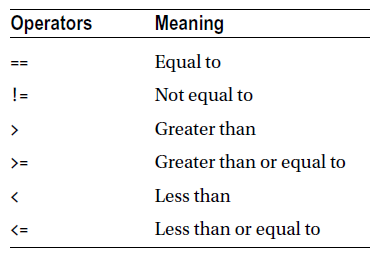 Operators Meaning
== Equal to
!= Not equal to
> Greater than
>= Greater than or equal to
< Less than
<= Less than or equal to